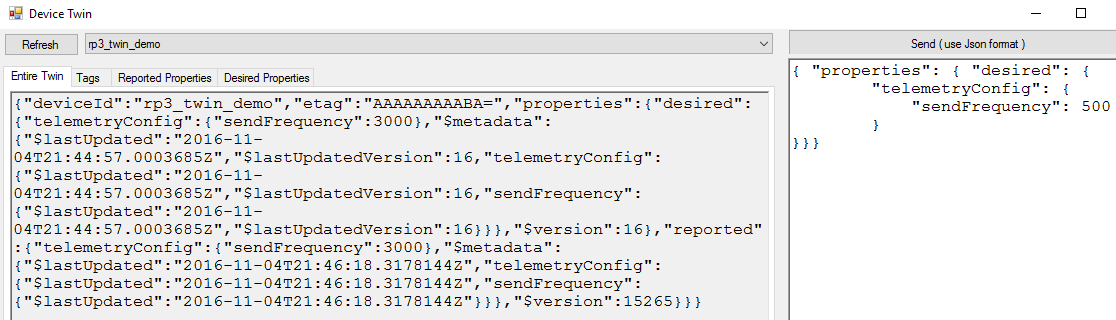 Device Twin
Refresh
rp3_twin_demo
Send ( use Json format )
Entire Twin
Tags
Reported Properties
Desired Properties
{"deviceId":"rp3_twin_demo","etag":"AAAAAAAAABA=","properties":{"desired":
{"telemetryConfig":{"sendFrequency":3000},"$metadata":
{"$lastUpdated":"2016-11-
04T21:44:57.0003685Z","$lastUpdatedVersion":16,"telemetryConfig":
{"$lastUpdated":"2016-11-
04T21:44:57.0003685Z","$lastUpdatedVersion":16,"sendFrequency":
{"$lastUpdated":"2016-11-
04T21:44:57.0003685Z","$lastUpdatedVersion":16}}},"$version":16},"reported"
:{"telemetryConfig":{"sendFrequency":3000},"$metadata":
{"$lastUpdated":"2016-11-04T21:46:18.3178144Z","telemetryConfig":
{"$lastUpdated":"2016-11-04T21:46:18.3178144Z","sendFrequency":
{"$lastUpdated":"2016-11-04T21:46:18.3178144Z"}}},"$version":15265}}}
{ "properties": { "desired": {
"telemetryConfig": {
"sendFrequency": 500
}
}}}